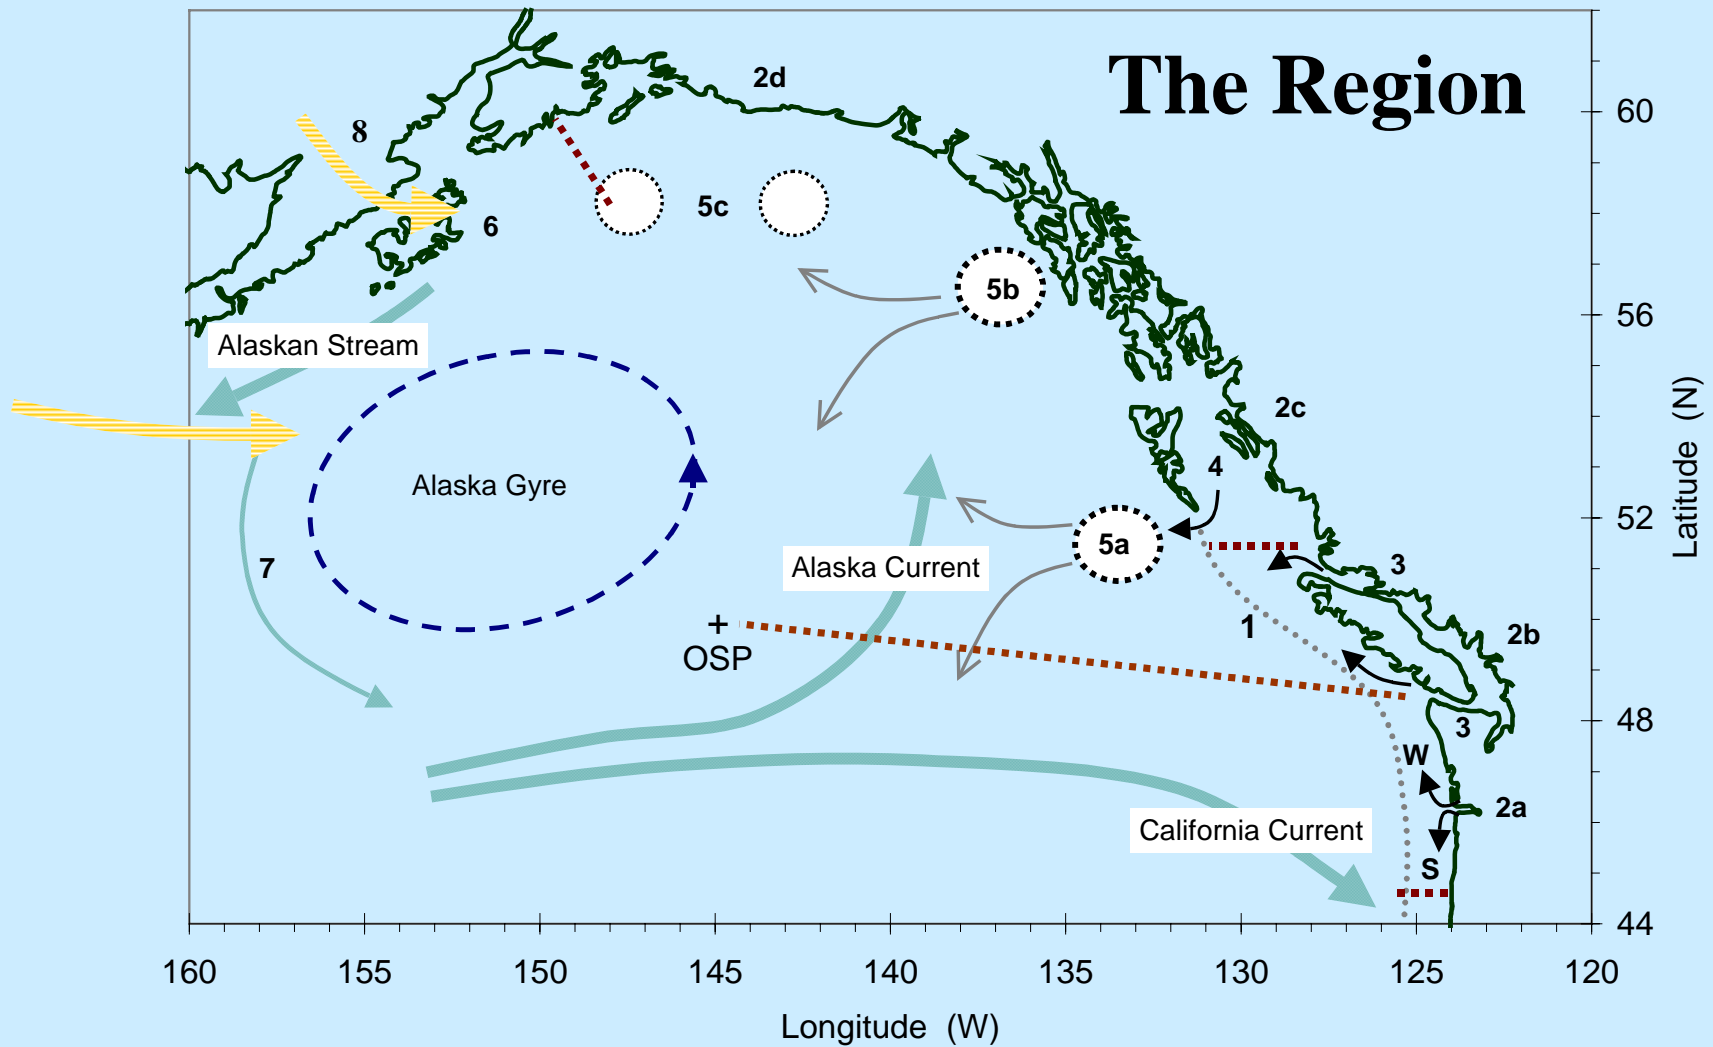 The Region
2d
60
8
5c
6
5b
56
Alaskan Stream
2c
4
Alaska Gyre
52
5a
Alaska Current
3
7
1
2b
+
OSP
48
3
W
2a
California Current
S
44
160
155
150
145
140
135
130
125
120
Longitude (W)
Latitude (N)